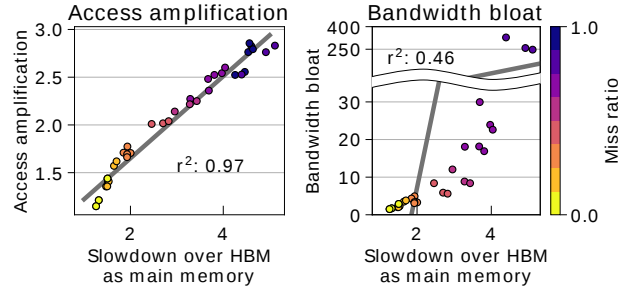 Access amplification
Access amplification
3.0
2.5
2.0
1.5
r²: 0.97
2
4
Slowdown over HBM
as main memory
Bandwidth bloat
Bandwidth bloat
400
250
30
20
10
0
r²: 0.46
2
4
Slowdown over HBM
as main memory
1.0
0.0
Miss ratio